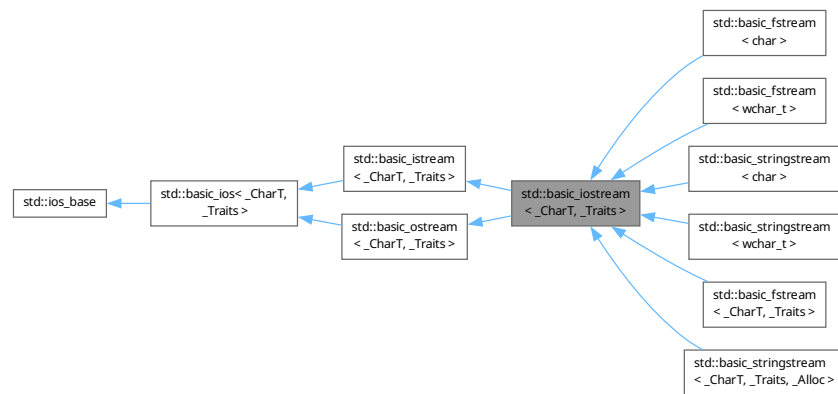 std::ios_base
std::basic_ios< _CharT,
_Traits >
std::basic_istream
< _CharT, _Traits >
std::basic_ostream
< _CharT, _Traits >
std::basic_iostream
< _CharT, _Traits >
std::basic_fstream
< char >
std::basic_fstream
< wchar_t >
std::basic_stringstream
< char >
std::basic_stringstream
< wchar_t >
std::basic_fstream
< _CharT, _Traits >
std::basic_stringstream
< _CharT, _Traits, _Alloc >